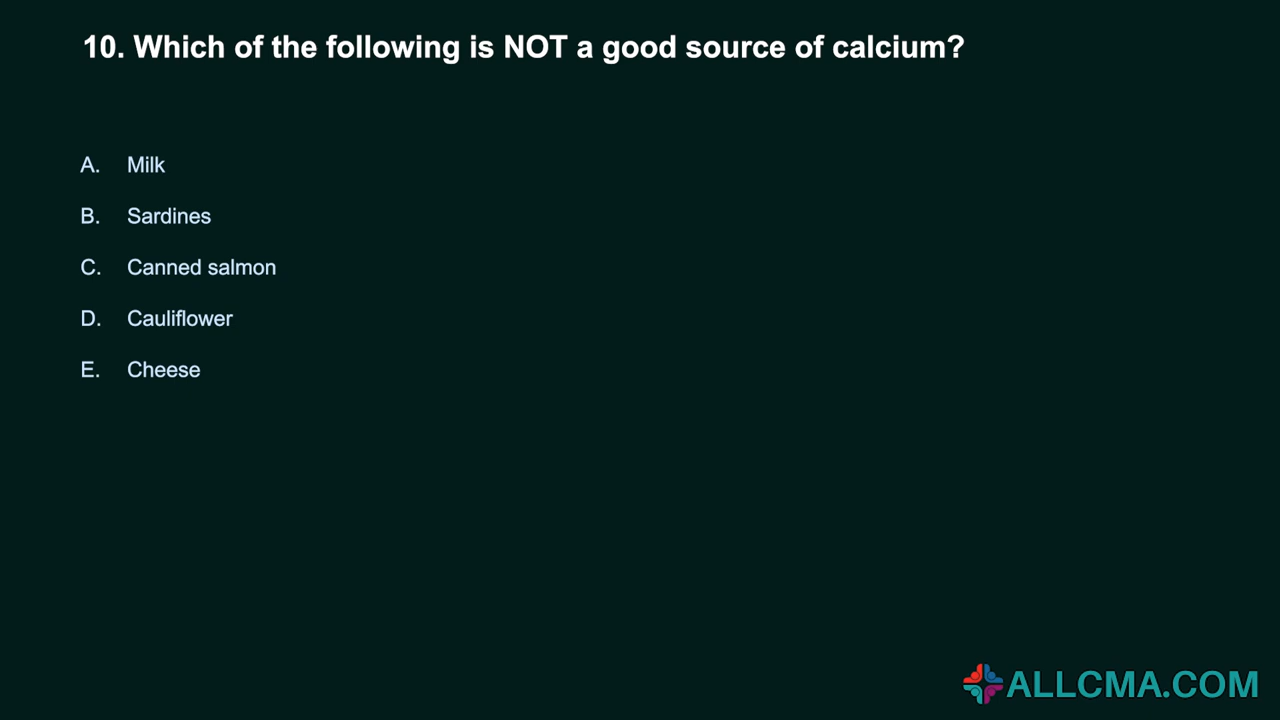 10. Which of the following is NOT a good source of calcium?
A. Milk
B. Sardines
C. Canned salmon
D. Cauliflower
E. Cheese
ALLCMA.COM